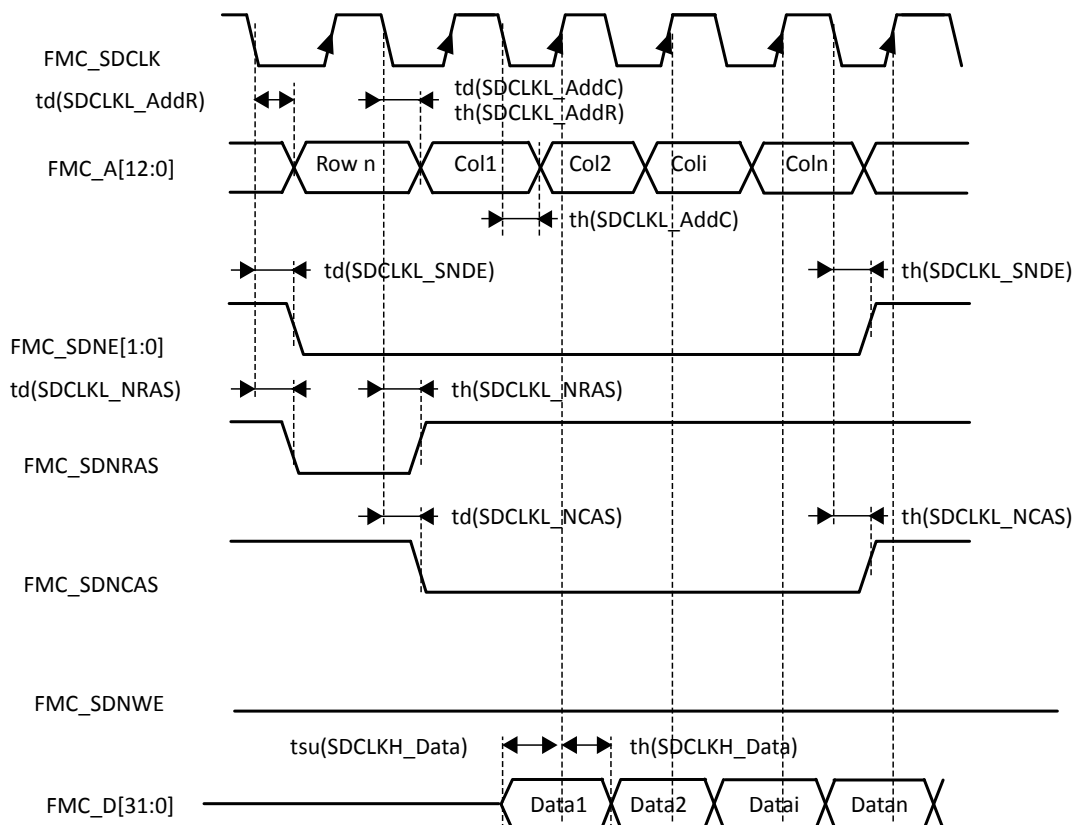 FMC_SDCLK
td(SDCLKL_AddR)
td(SDCLKL_AddC)
th(SDCLKL_AddR)
FMC_A[12:0]
Row n
Col1
Col2
Coli
Coln
th(SDCLKL_AddC)
td(SDCLKL_SNDE)
th(SDCLKL_SNDE)
FMC_SDNE[1:0]
td(SDCLKL_NRAS)
th(SDCLKL_NRAS)
FMC_SDNRAS
td(SDCLKL_NCAS)
th(SDCLKL_NCAS)
FMC_SDNCAS
FMC_SDNWE
tsu(SDCLKH_Data)
th(SDCLKH_Data)
FMC_D[31:0]
Data1
Data2
Datai
Datan